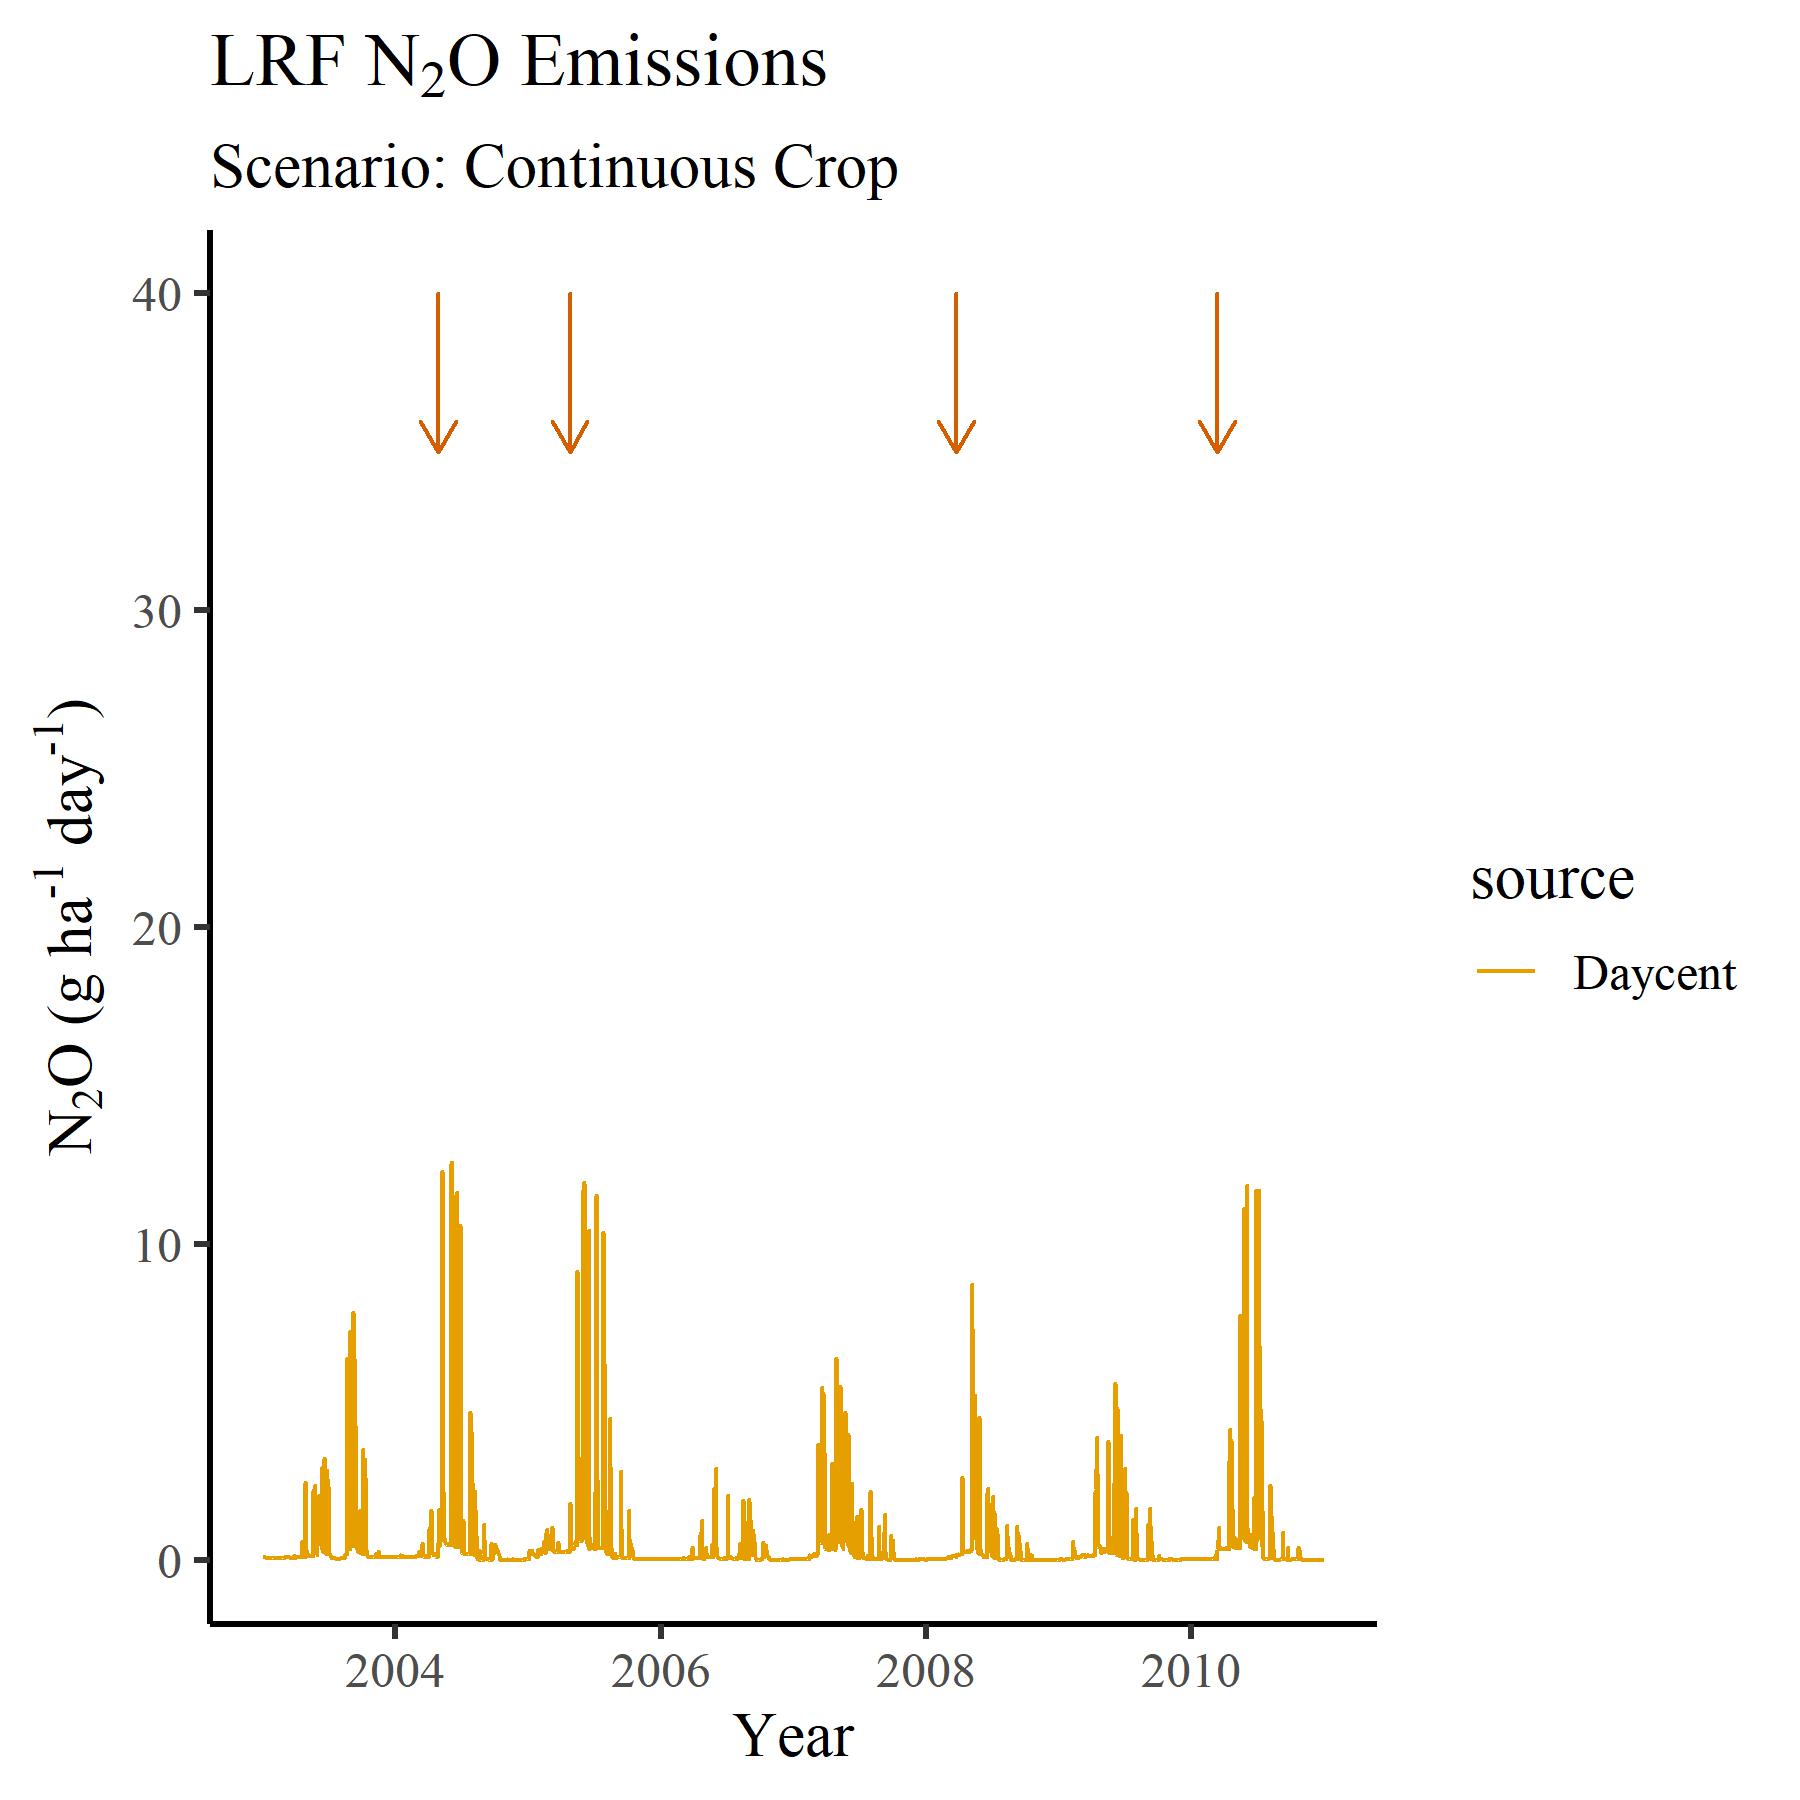 LRF N₂O Emissions
Scenario: Continuous Crop
40
30
20
10
0
N₂O (g ha⁻¹ day⁻¹)
2004 2006 2008 2010
Year
source
Daycent